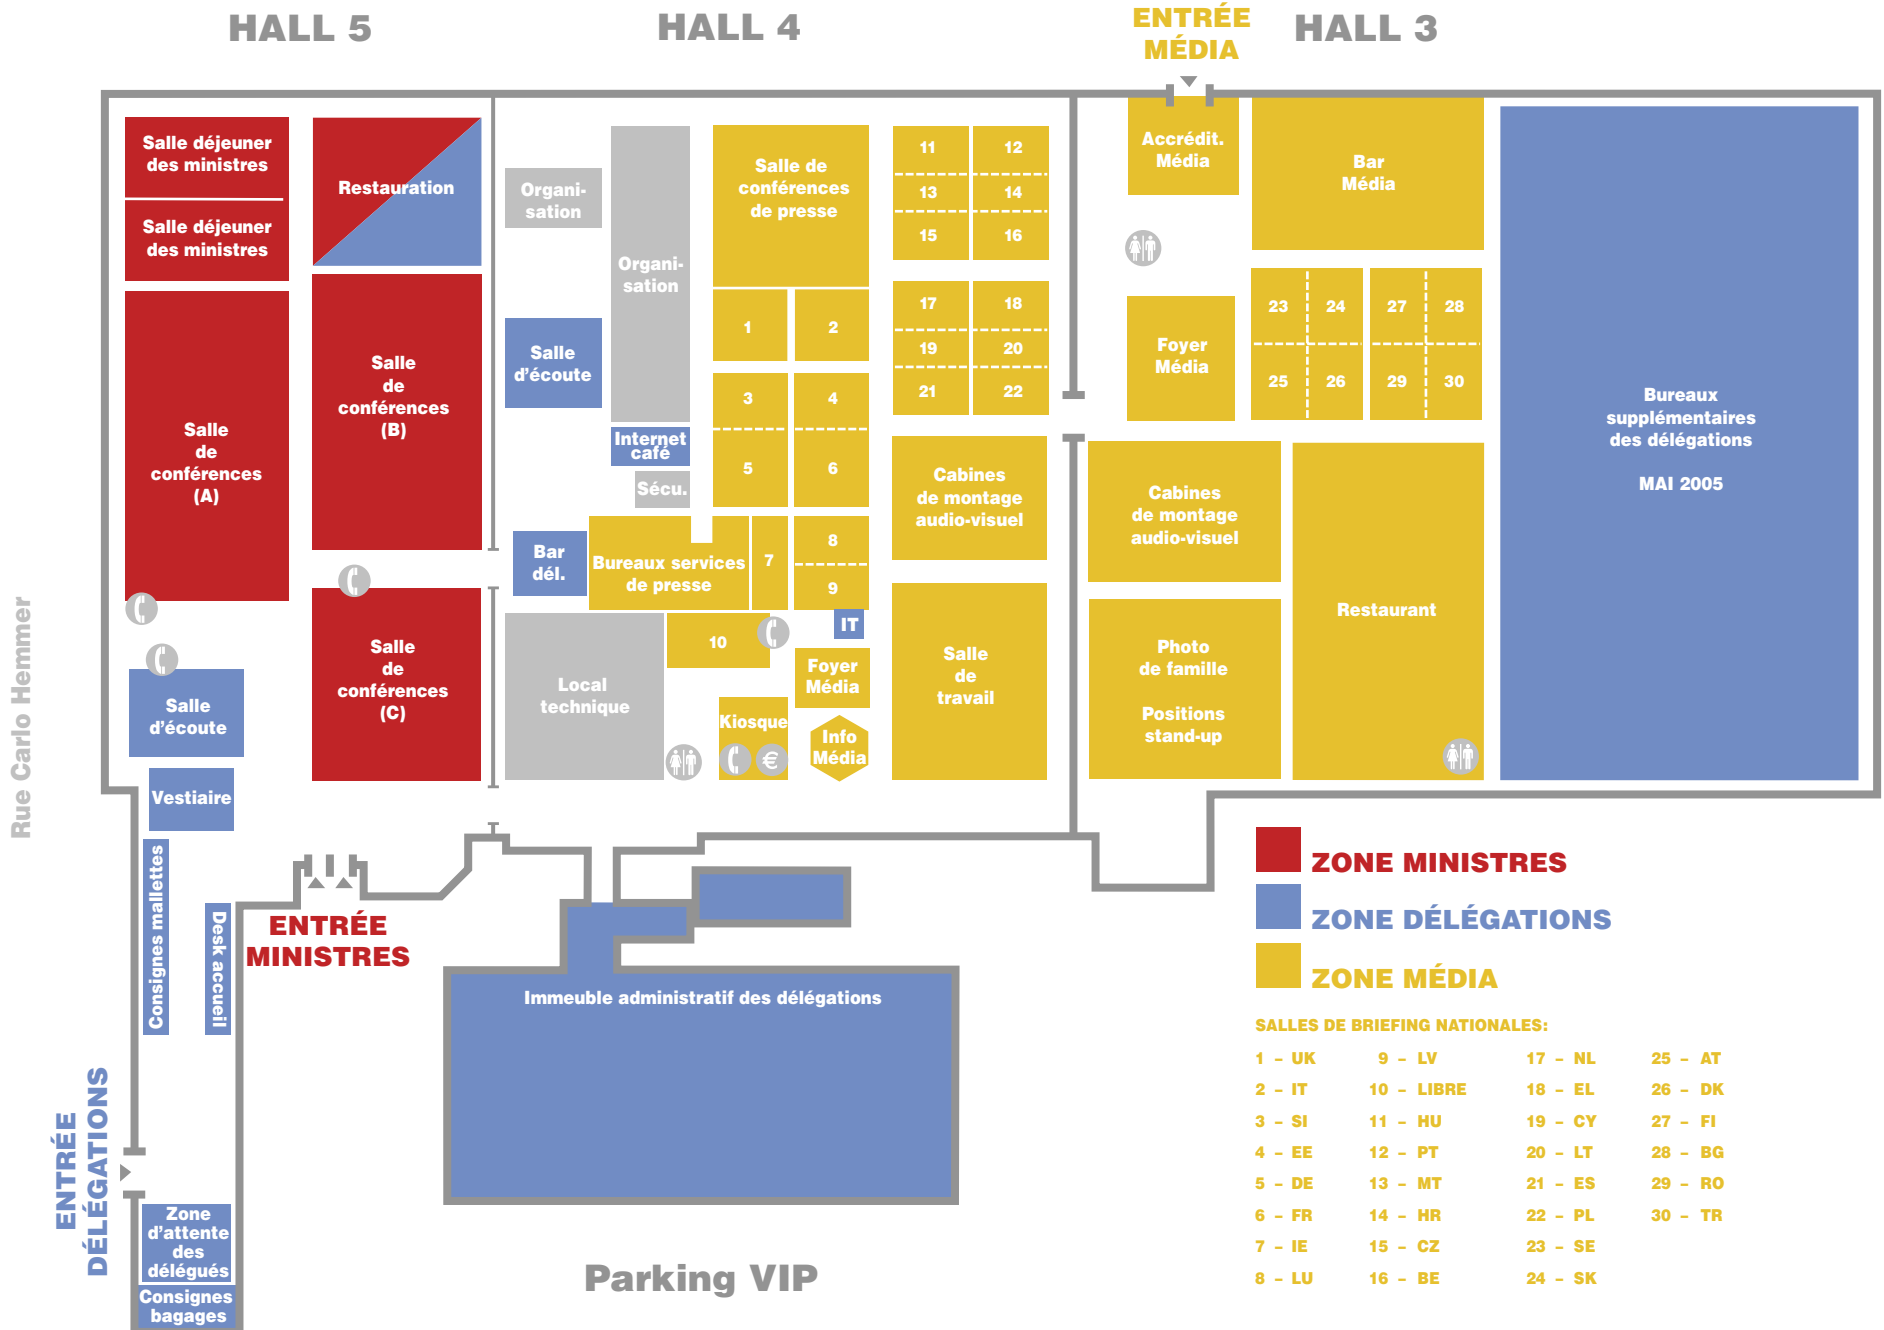 HALL 5
HALL 4
ENTRÉE
MÉDIA
HALL 3
Salle déjeuner
des ministres
Salle déjeuner
des ministres
Restauration
Salle
de
conférences
(A)
Salle
de
conférences
(B)
Salle
de
conférences
(C)
Salle
d'écoute
Vestiaire
Consignes mallettes
Desk accueil
ENTRÉE
MINISTRES
ENTRÉE
DÉLÉGATIONS
Zone
d'attente
des
délégués
Consignes
bagages
Rue Carlo Hemmer
Organi-
sation
Organi-
sation
Salle
d'écoute
Internet
café
Sécu.
Bar
dél.
Bureaux services
de presse
Local
technique
Salle de
conférences
de presse
1
2
3
4
5
6
7
8
9
IT
10
Foyer
Média
Kiosque
€
Info
Média
11
12
13
14
15
16
17
18
19
20
21
22
Cabines
de montage
audio-visuel
Salle
de
travail
Accrédit.
Média
Bar
Média
Foyer
Média
23
24
27
28
25
26
29
30
Cabines
de montage
audio-visuel
Photo
de famille
Positions
stand-up
Restaurant
Bureaux
supplémentaires
des délégations
MAI 2005
Immeuble administratif des délégations
Parking VIP
ZONE MINISTRES
ZONE DÉLÉGATIONS
ZONE MÉDIA
SALLES DE BRIEFING NATIONALES:
1 – UK
2 – IT
3 – SI
4 – EE
5 – DE
6 – FR
7 – IE
8 – LU
9 – LV
10 – LIBRE
11 – HU
12 – PT
13 – MT
14 – HR
15 – CZ
16 – BE
17 – NL
18 – EL
19 – CY
20 – LT
21 – ES
22 – PL
23 – SE
24 – SK
25 – AT
26 – DK
27 – FI
28 – BG
29 – RO
30 – TR